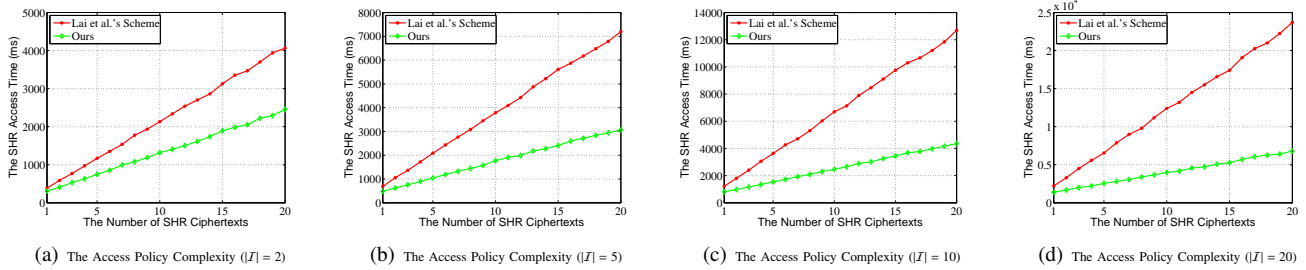 5000
4000
3000
2000
1000
0
The SHR Access Time (ms)
Lai et al.'s Scheme
Ours
1 5 10 15 20
The Number of SHR Ciphertexts
(a) The Access Policy Complexity (|I| = 2)
8000
7000
6000
5000
4000
3000
2000
1000
0
The SHR Access Time (ms)
Lai et al.'s Scheme
Ours
1 5 10 15 20
The Number of SHR Ciphertexts
(b) The Access Policy Complexity (|I| = 5)
14000
12000
10000
8000
6000
4000
2000
0
The SHR Access Time (ms)
Lai et al.'s Scheme
Ours
1 5 10 15 20
The Number of SHR Ciphertexts
(c) The Access Policy Complexity (|I| = 10)
x 10^4
2.5
2
1.5
1
0.5
0
The SHR Access Time (ms)
Lai et al.'s Scheme
Ours
1 5 10 15 20
The Number of SHR Ciphertexts
(d) The Access Policy Complexity (|I| = 20)